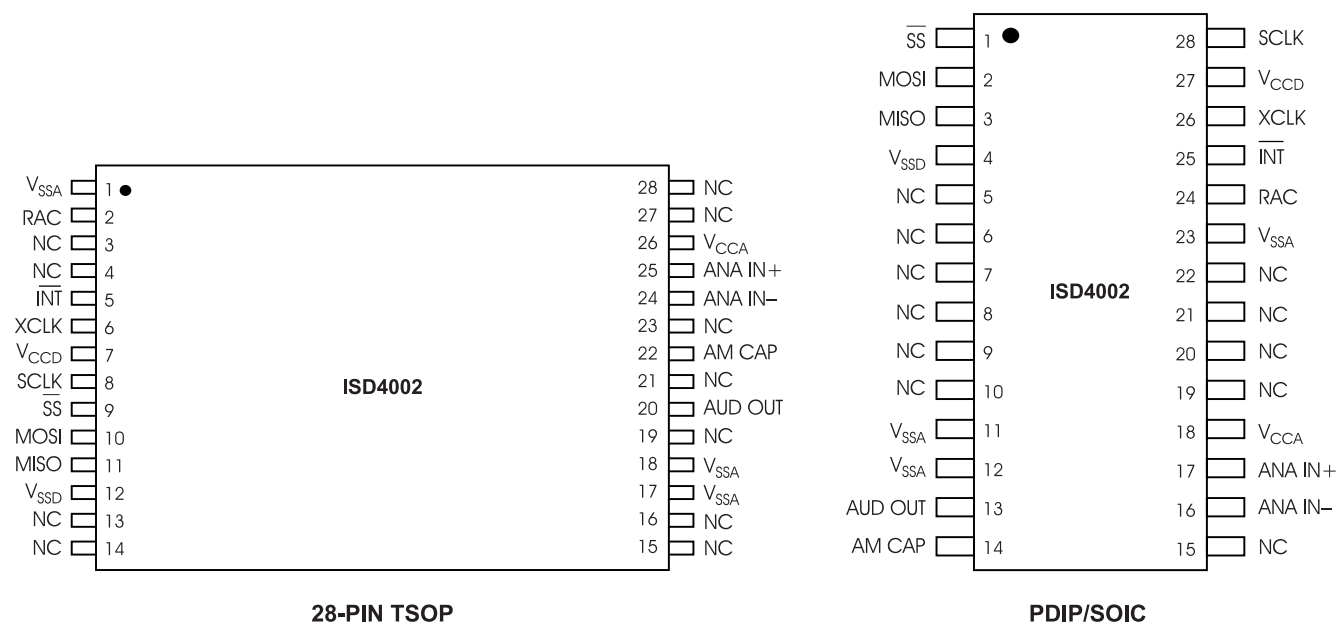 V_SSA 1 28 NC
RAC 2 27 NC
NC 3 26 V_CCA
NC 4 25 ANA IN+
I̅N̅T̅ 5 24 ANA IN–
XCLK 6 23 NC
V_CCD 7 22 AM CAP
SCLK 8 21 NC
S̅S̅ 9 20 AUD OUT
MOSI 10 19 NC
MISO 11 18 V_SSA
V_SSD 12 17 V_SSA
NC 13 16 NC
NC 14 15 NC
ISD4002
28-PIN TSOP
S̅S̅ 1 28 SCLK
MOSI 2 27 V_CCD
MISO 3 26 XCLK
V_SSD 4 25 I̅N̅T̅
NC 5 24 RAC
NC 6 23 V_SSA
NC 7 22 NC
NC 8 21 NC
NC 9 20 NC
NC 10 19 NC
V_SSA 11 18 V_CCA
V_SSA 12 17 ANA IN+
AUD OUT 13 16 ANA IN–
AM CAP 14 15 NC
ISD4002
PDIP/SOIC